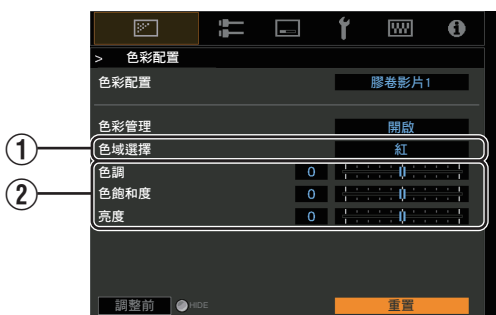 > 色彩配置
色彩配置 膠卷影片1
色彩管理 開啟
① 色域選擇 紅
色調 0
② 色飽和度 0
亮度 0
調整前 HIDE 重置